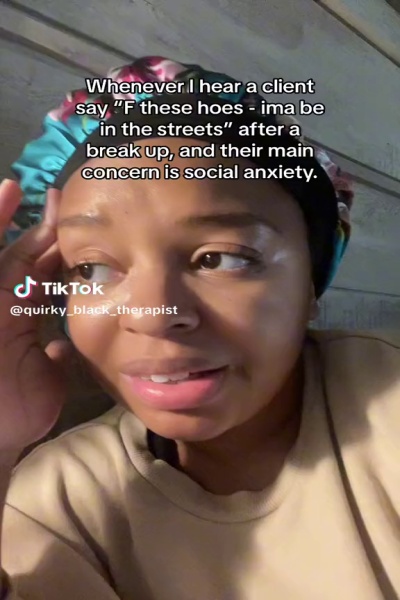 Whenever I hear a client
say “F these hoes - ima be
in the streets” after a
break up, and their main
concern is social anxiety.
TikTok
@quirky_black_therapist